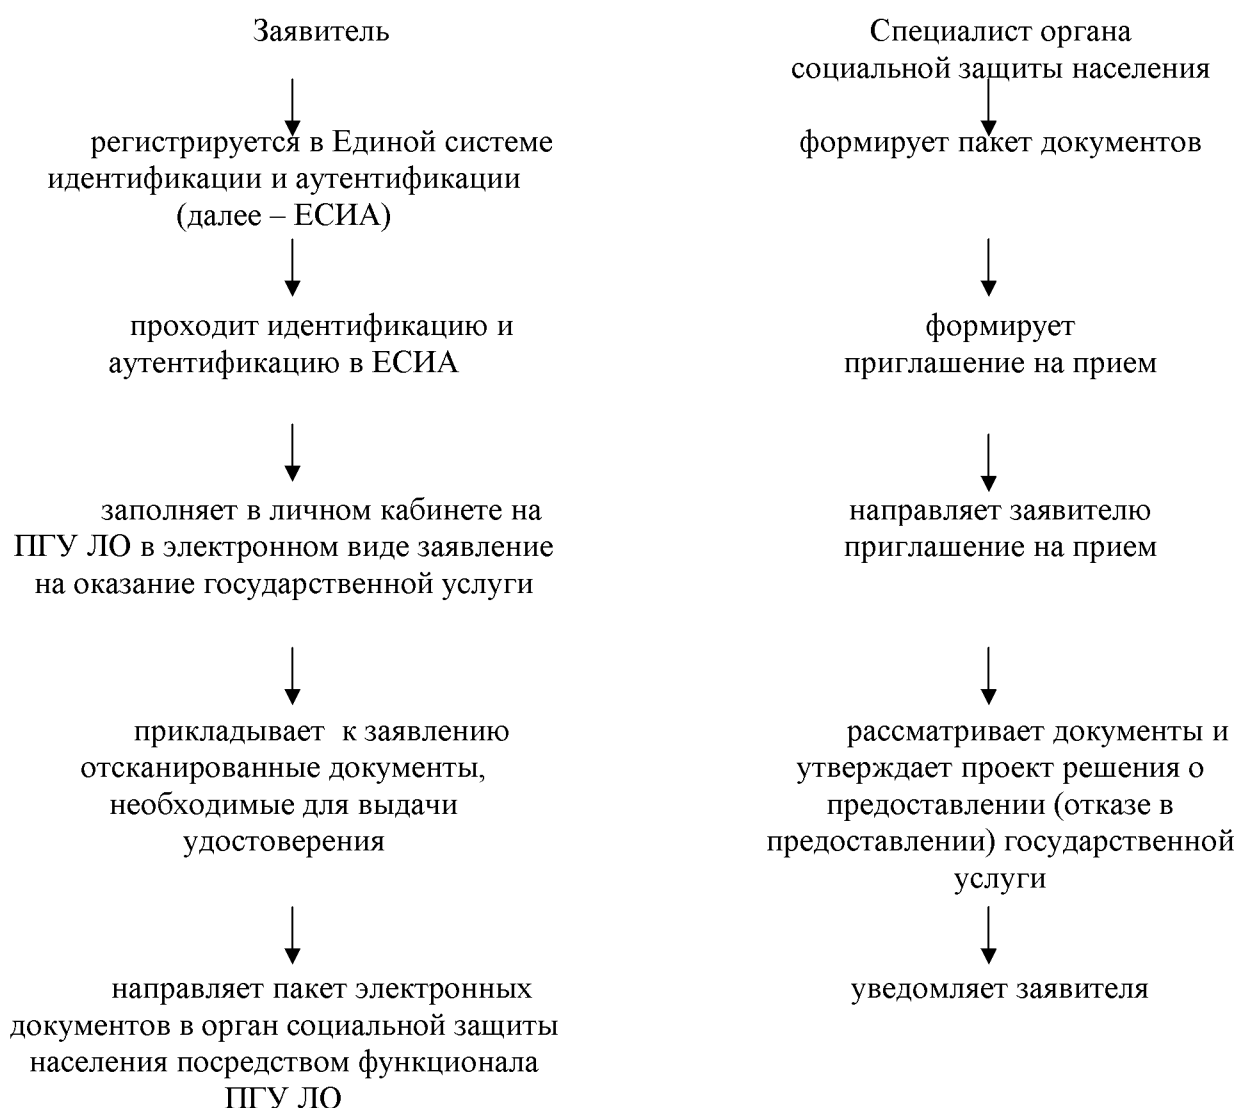 Заявитель
регистрируется в Единой системе
идентификации и аутентификации
(далее – ЕСИА)
проходит идентификацию и
аутентификацию в ЕСИА
заполняет в личном кабинете на
ПГУ ЛО в электронном виде заявление
на оказание государственной услуги
прикладывает к заявлению
отсканированные документы,
необходимые для выдачи
удостоверения
направляет пакет электронных
документов в орган социальной защиты
населения посредством функционала
ПГУ ЛО
Специалист органа
социальной защиты населения
формирует пакет документов
формирует
приглашение на прием
направляет заявителю
приглашение на прием
рассматривает документы и
утверждает проект решения о
предоставлении (отказе в
предоставлении) государственной
услуги
уведомляет заявителя